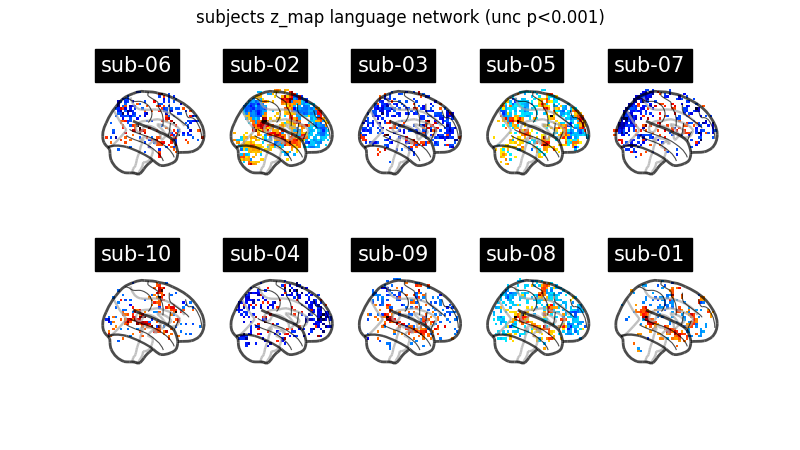 subjects z_map language network (unc p<0.001)
sub-06 sub-02 sub-03 sub-05 sub-07
sub-10 sub-04 sub-09 sub-08 sub-01